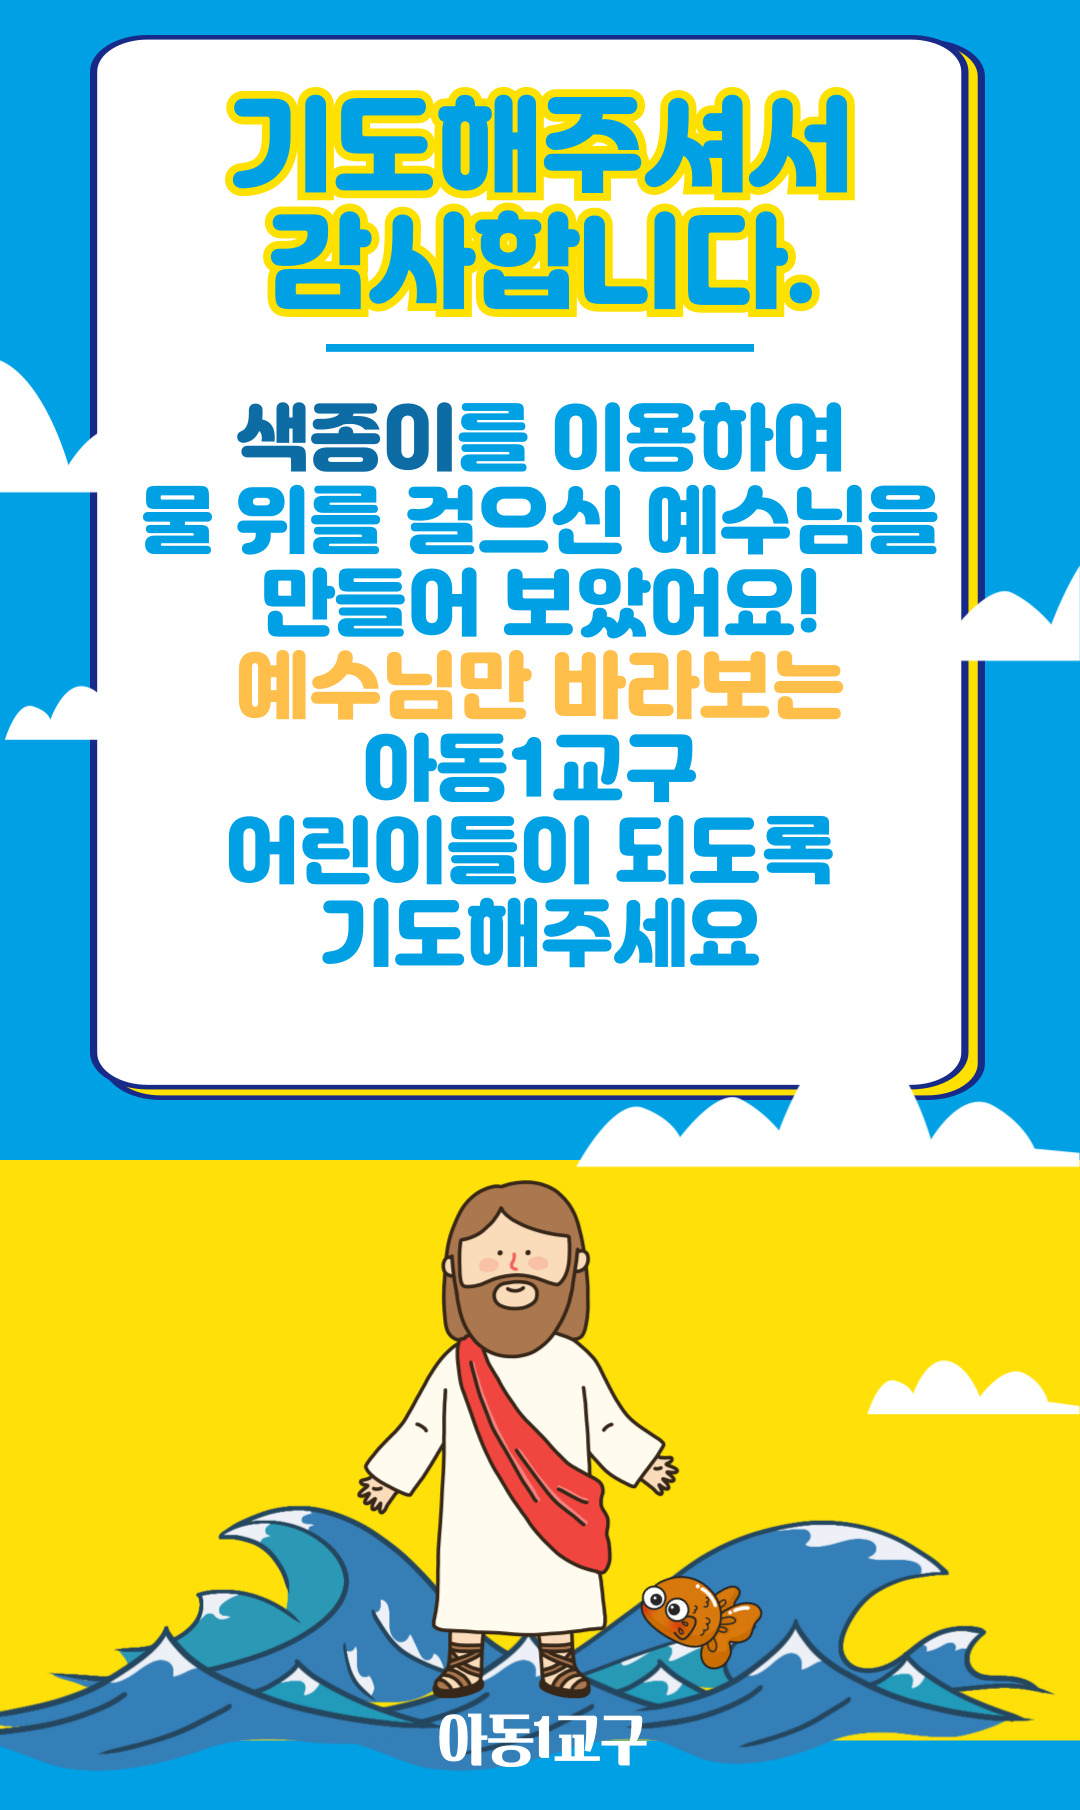 기도해주셔서
감사합니다.
색종이를 이용하여
물 위를 걸으신 예수님을
만들어 보았어요!
예수님만 바라보는
아동1교구
어린이들이 되도록
기도해주세요
아동1교구